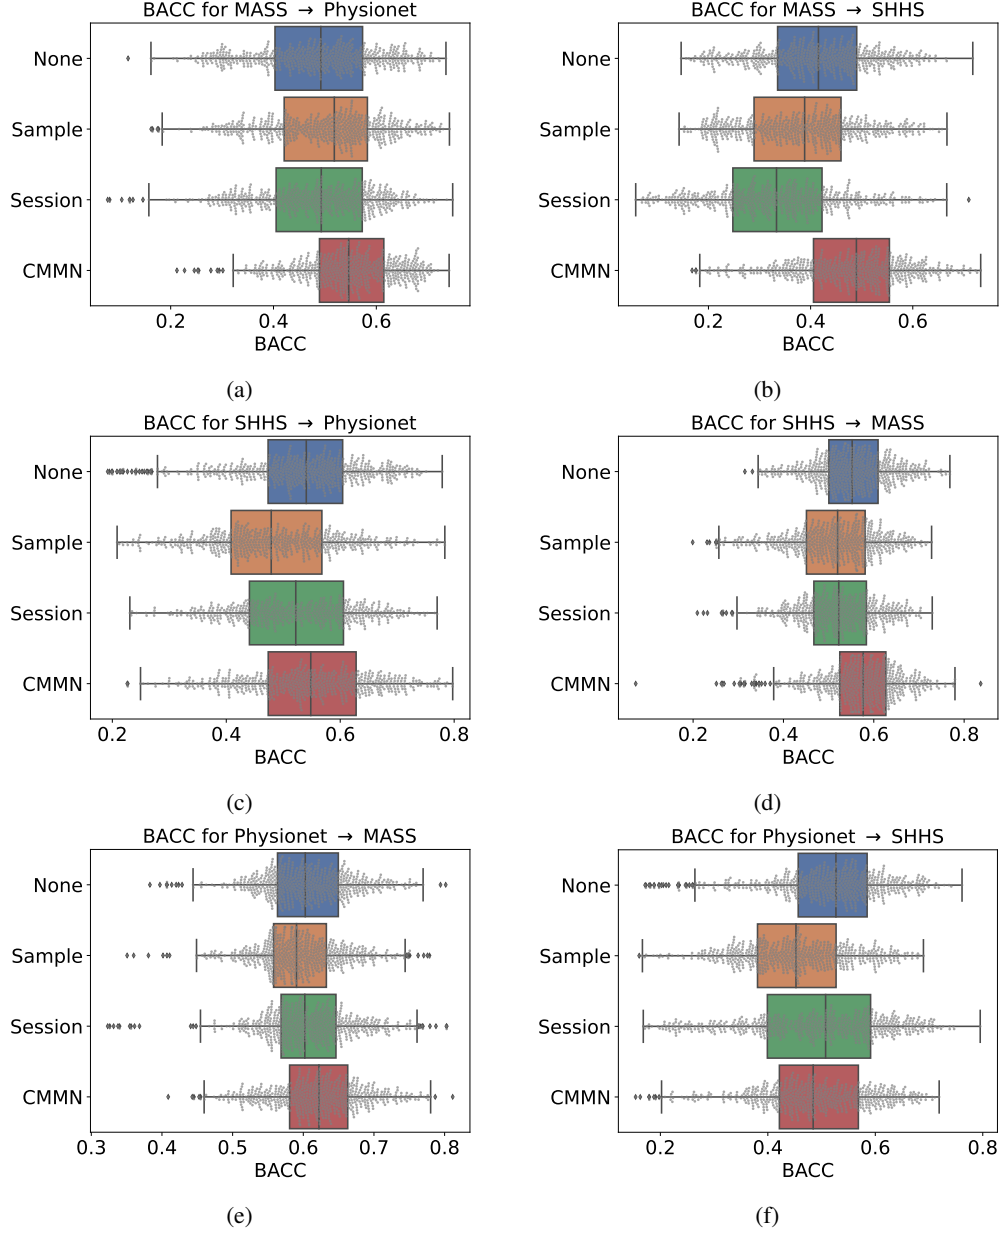 BACC for MASS → Physionet
None
Sample
Session
CMMN
0.2 0.4 0.6
BACC
(a)
BACC for MASS → SHHS
None
Sample
Session
CMMN
0.2 0.4 0.6
BACC
(b)
BACC for SHHS → Physionet
None
Sample
Session
CMMN
0.2 0.4 0.6 0.8
BACC
(c)
BACC for SHHS → MASS
None
Sample
Session
CMMN
0.2 0.4 0.6 0.8
BACC
(d)
BACC for Physionet → MASS
None
Sample
Session
CMMN
0.3 0.4 0.5 0.6 0.7 0.8
BACC
(e)
BACC for Physionet → SHHS
None
Sample
Session
CMMN
0.2 0.4 0.6 0.8
BACC
(f)